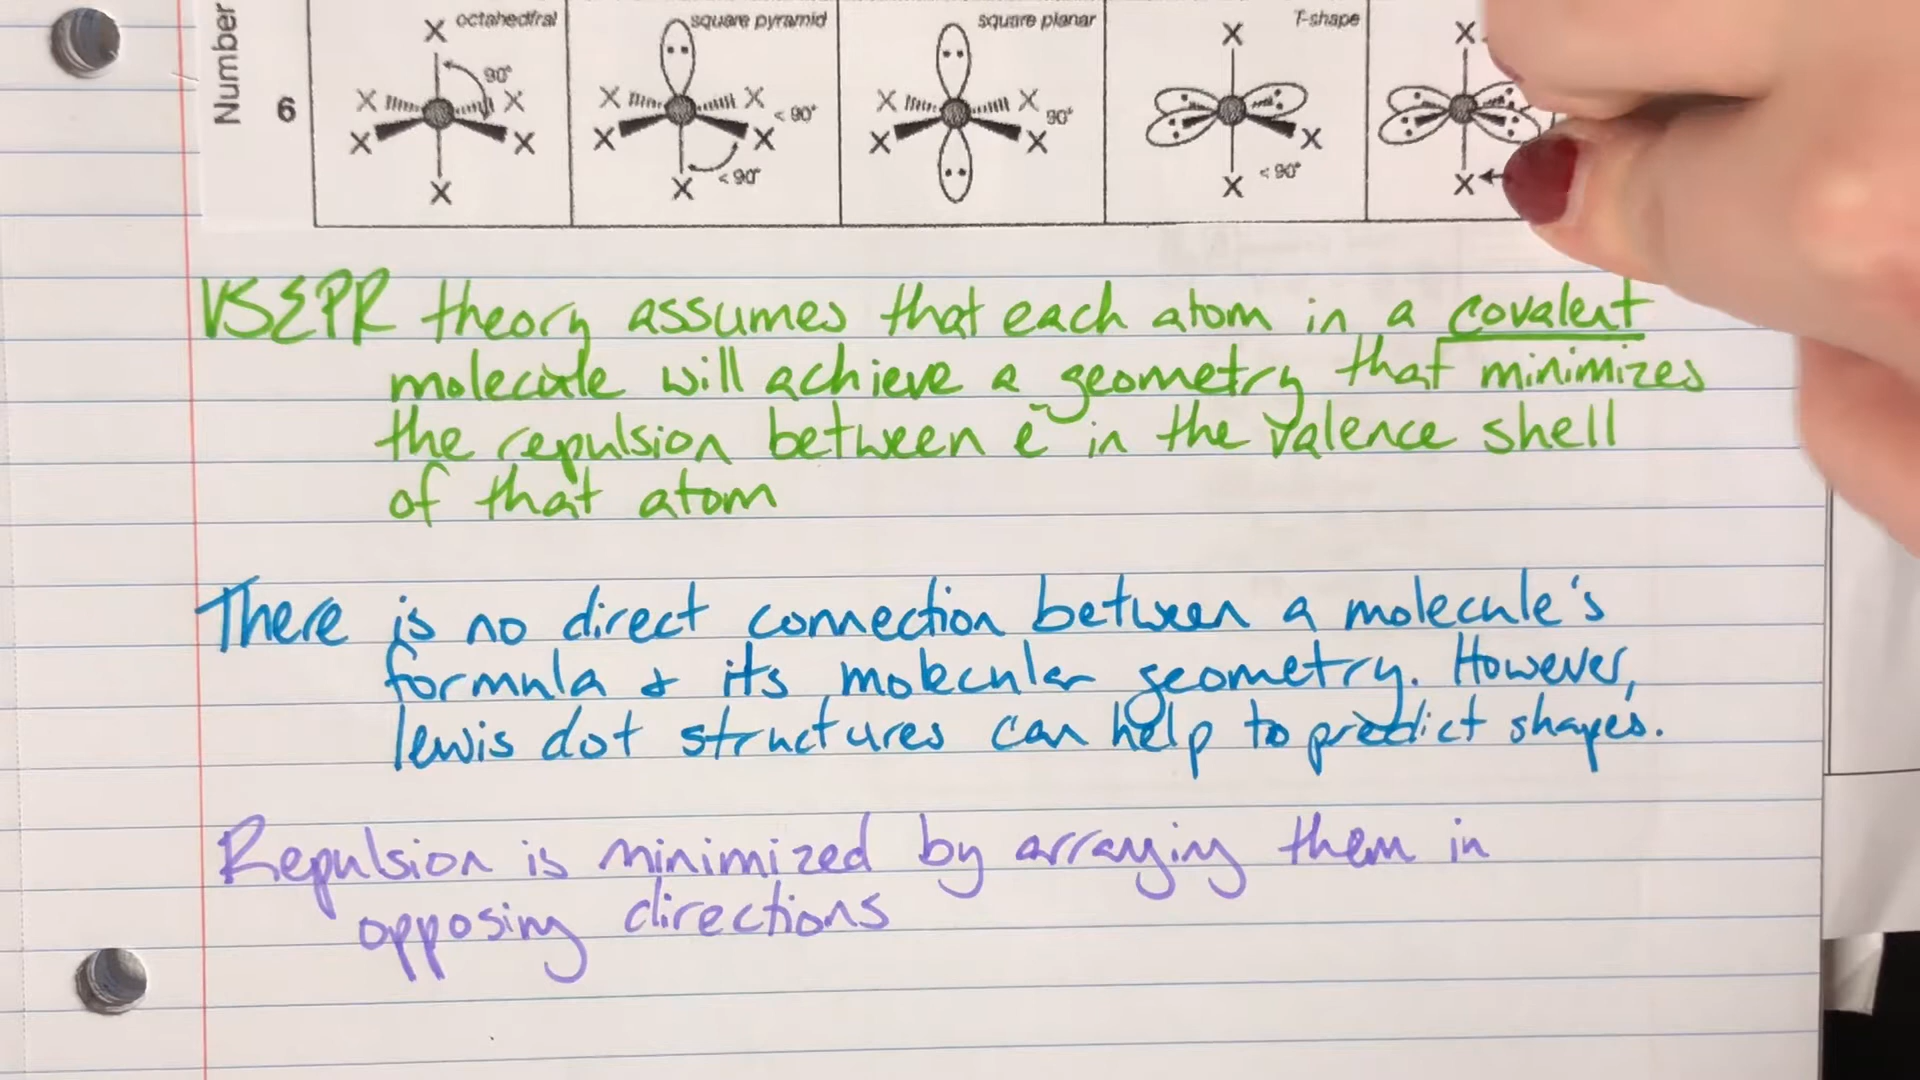 Number
6
octahedral
X
90°
X X
X X
X
square pyramid
X X
< 90°
X X
< 90°
X
square planar
X X
90°
X X
T-shape
X
X
X < 90°
X
X
VSEPR theory assumes that each atom in a covalent
molecule will achieve a geometry that minimizes
the repulsion between e⁻ in the valence shell
of that atom
There is no direct connection between a molecule's
formula & its molecular geometry. However,
lewis dot structures can help to predict shapes.
Repulsion is minimized by arraying them in
opposing directions